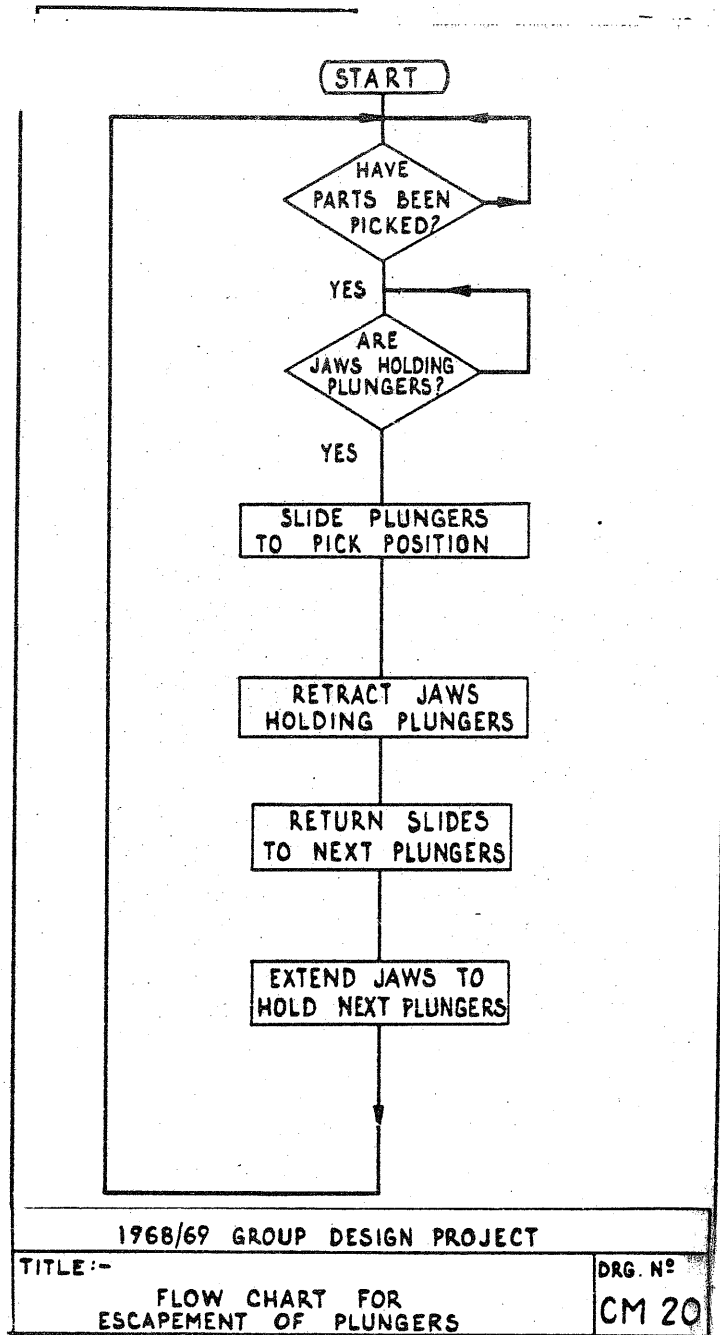 START
HAVE
PARTS BEEN
PICKED?
YES
ARE
JAWS HOLDING
PLUNGERS?
YES
SLIDE PLUNGERS
TO PICK POSITION
RETRACT JAWS
HOLDING PLUNGERS
RETURN SLIDES
TO NEXT PLUNGERS
EXTEND JAWS TO
HOLD NEXT PLUNGERS
1968/69 GROUP DESIGN PROJECT
TITLE:-
FLOW CHART FOR
ESCAPEMENT OF PLUNGERS
DRG. Nº
CM 20